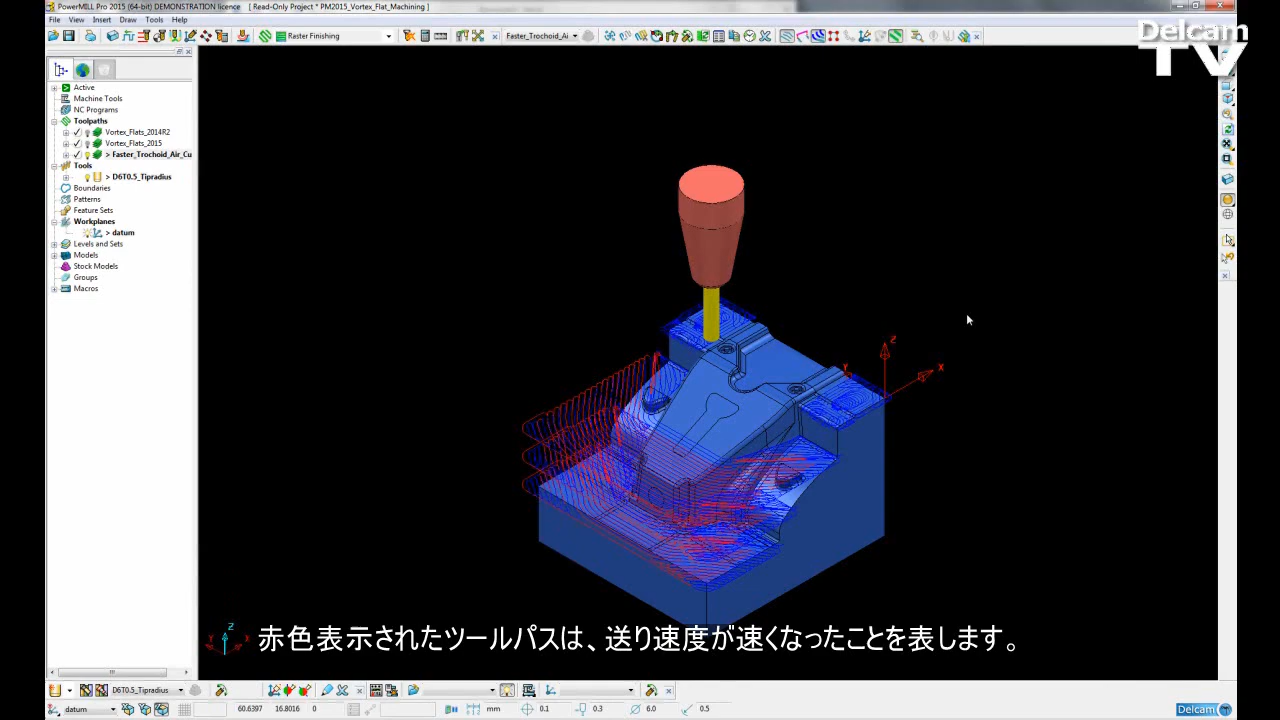 PowerMILL Pro 2015 (64-bit) DEMONSTRATION licence [ Read-Only Project * PM2015_Vortex_Flat_Machining ]
File View Insert Draw Tools Help
Raster Finishing Faster_Trochoid_Ai
Delcam
TV
Active
Machine Tools
NC Programs
Toolpaths
Vortex_Flats_2014R2
Vortex_Flats_2015
> Faster_Trochoid_Air_Cu
Tools
> D6T0.5_Tipradius
Boundaries
Patterns
Feature Sets
Workplanes
> datum
Levels and Sets
Models
Stock Models
Groups
Macros
Z
Y X
Z
Y X
赤色表示されたツールパスは、送り速度が速くなったことを表します。
D6T0.5_Tipradius
datum 60.6397 16.8016 0 mm 0.1 0.3 6.0 0.5 Delcam